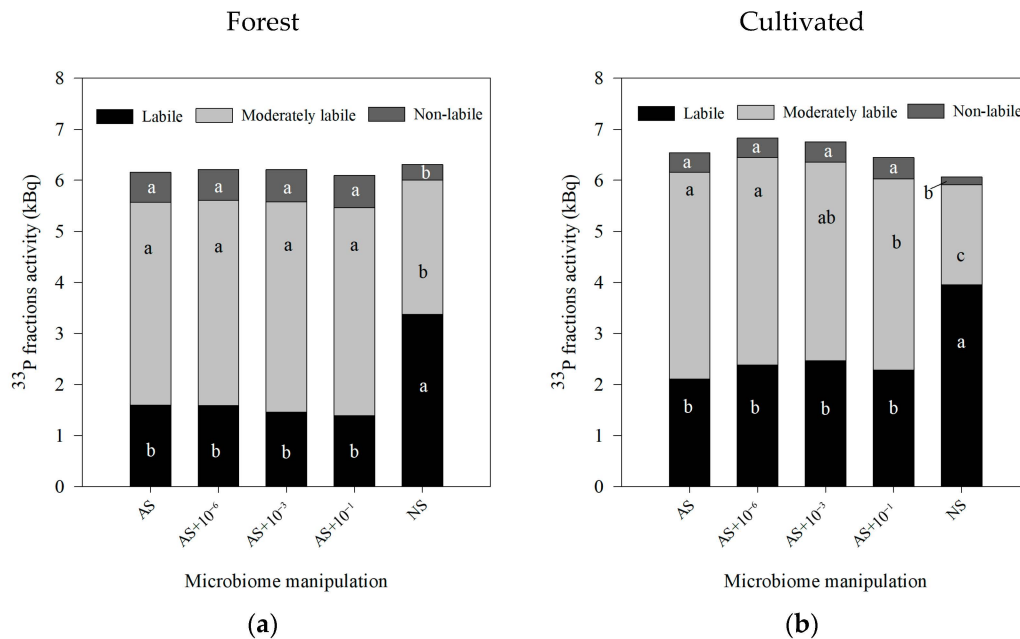 Forest
8
7
6
5
4
3
2
1
0
³³P fractions activity (kBq)
Labile Moderately labile Non-labile
a a a a b
a a a a b
b b b b a
AS AS+10⁻⁶ AS+10⁻³ AS+10⁻¹ NS
Microbiome manipulation
(a)
Cultivated
8
7
6
5
4
3
2
1
0
³³P fractions activity (kBq)
Labile Moderately labile Non-labile
a a a a b
a a ab b c
b b b b a
AS AS+10⁻⁶ AS+10⁻³ AS+10⁻¹ NS
Microbiome manipulation
(b)